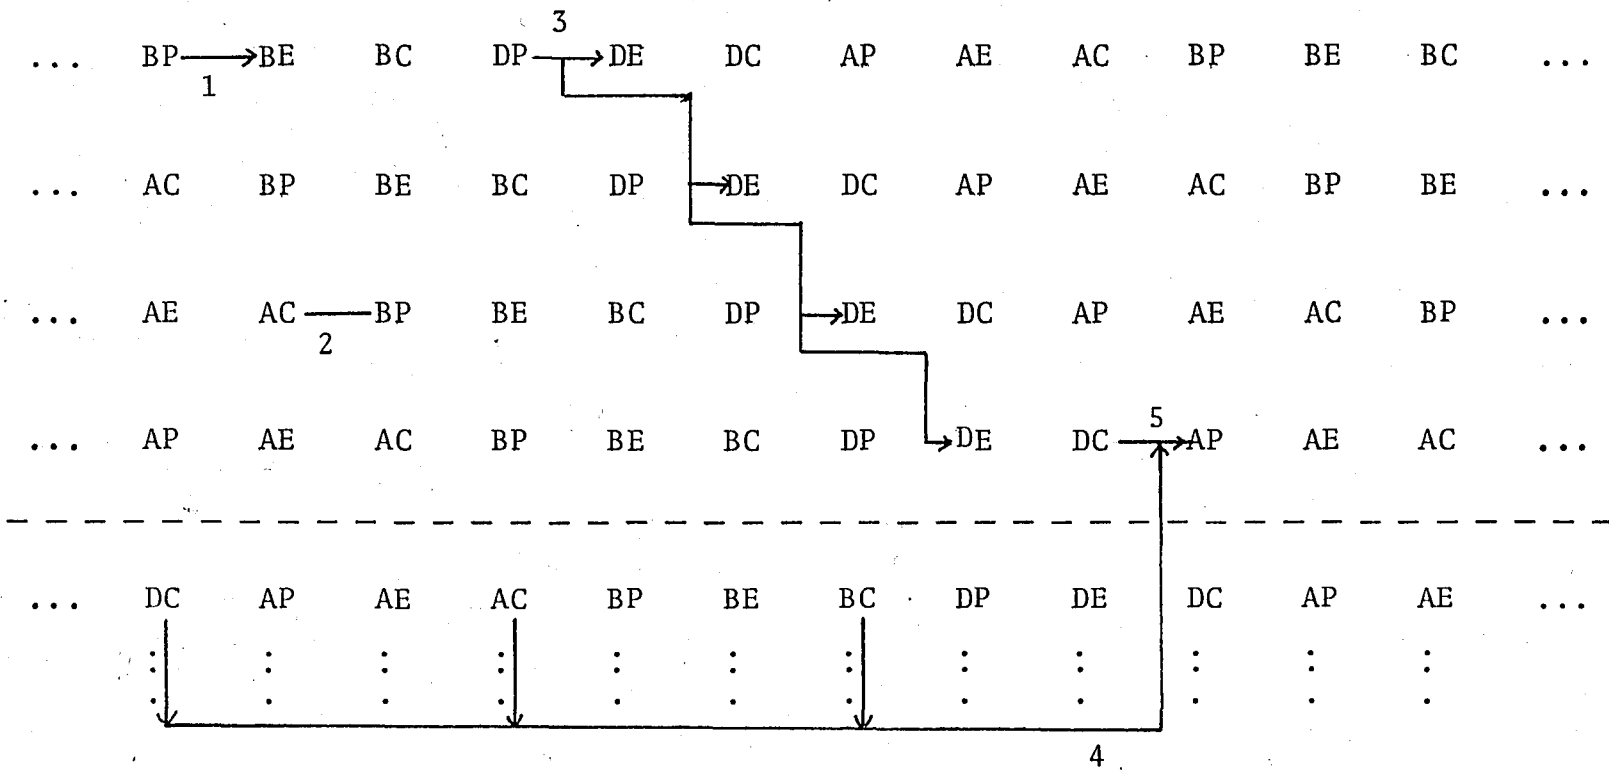 3
... BP BE BC DP DE DC AP AE AC BP BE BC ...
1
... AC BP BE BC DP DE DC AP AE AC BP BE ...
... AE AC BP BE BC DP DE DC AP AE AC BP ...
2
5
... AP AE AC BP BE BC DP DE DC AP AE AC ...
... DC AP AE AC BP BE BC DP DE DC AP AE ...
4